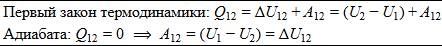 Первый закон термодинамики: Q₁₂ = ΔU₁₂ + A₁₂ = (U₂ − U₁) + A₁₂
Адиабата: Q₁₂ = 0 ⟹ A₁₂ = (U₁ − U₂) = ΔU₁₂